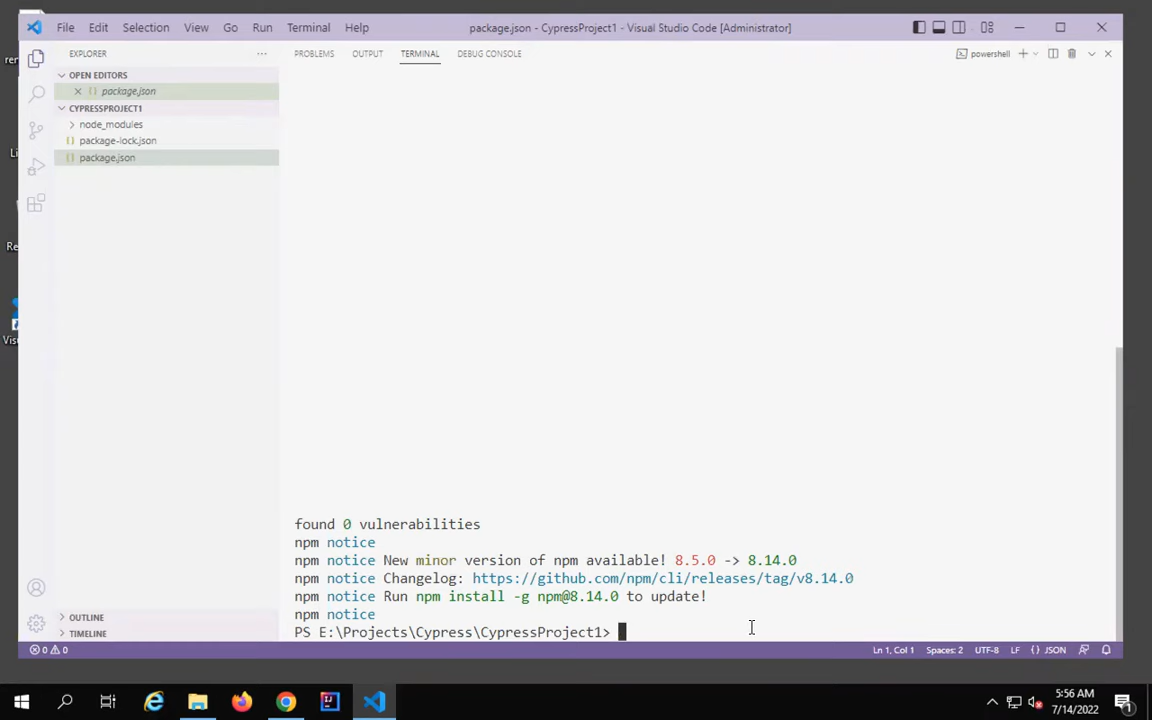 File Edit Selection View Go Run Terminal Help
package.json - CypressProject1 - Visual Studio Code [Administrator]
EXPLORER
PROBLEMS OUTPUT TERMINAL DEBUG CONSOLE
powershell
OPEN EDITORS
package.json
CYPRESSPROJECT1
node_modules
package-lock.json
package.json
found 0 vulnerabilities
npm notice
npm notice New minor version of npm available! 8.5.0 -> 8.14.0
npm notice Changelog: https://github.com/npm/cli/releases/tag/v8.14.0
npm notice Run npm install -g npm@8.14.0 to update!
npm notice
PS E:\Projects\Cypress\CypressProject1>
OUTLINE
TIMELINE
0 0
Ln 1, Col 1 Spaces: 2 UTF-8 LF {} JSON
5:56 AM
7/14/2022
1